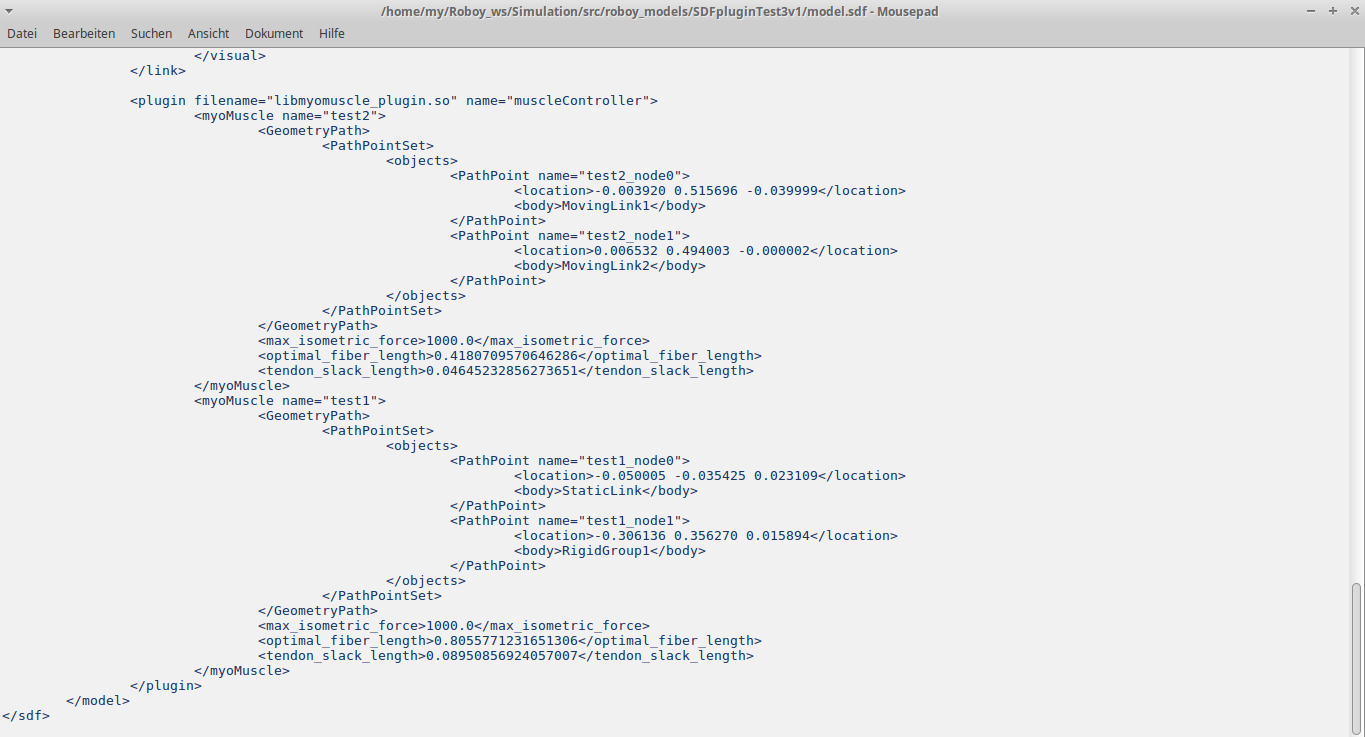 /home/my/Roboy_ws/Simulation/src/roboy_models/SDFpluginTest3v1/model.sdf - Mousepad
Datei Bearbeiten Suchen Ansicht Dokument Hilfe
</visual>
</link>
<plugin filename="libmyomuscle_plugin.so" name="muscleController">
<myoMuscle name="test2">
<GeometryPath>
<PathPointSet>
<objects>
<PathPoint name="test2_node0">
<location>-0.003920 0.515696 -0.039999</location>
<body>MovingLink1</body>
</PathPoint>
<PathPoint name="test2_node1">
<location>0.006532 0.494003 -0.000002</location>
<body>MovingLink2</body>
</PathPoint>
</objects>
</PathPointSet>
</GeometryPath>
<max_isometric_force>1000.0</max_isometric_force>
<optimal_fiber_length>0.4180709570646286</optimal_fiber_length>
<tendon_slack_length>0.04645232856273651</tendon_slack_length>
</myoMuscle>
<myoMuscle name="test1">
<GeometryPath>
<PathPointSet>
<objects>
<PathPoint name="test1_node0">
<location>-0.050005 -0.035425 0.023109</location>
<body>StaticLink</body>
</PathPoint>
<PathPoint name="test1_node1">
<location>-0.306136 0.356270 0.015894</location>
<body>RigidGroup1</body>
</PathPoint>
</objects>
</PathPointSet>
</GeometryPath>
<max_isometric_force>1000.0</max_isometric_force>
<optimal_fiber_length>0.8055771231651306</optimal_fiber_length>
<tendon_slack_length>0.08950856924057007</tendon_slack_length>
</myoMuscle>
</plugin>
</model>
</sdf>